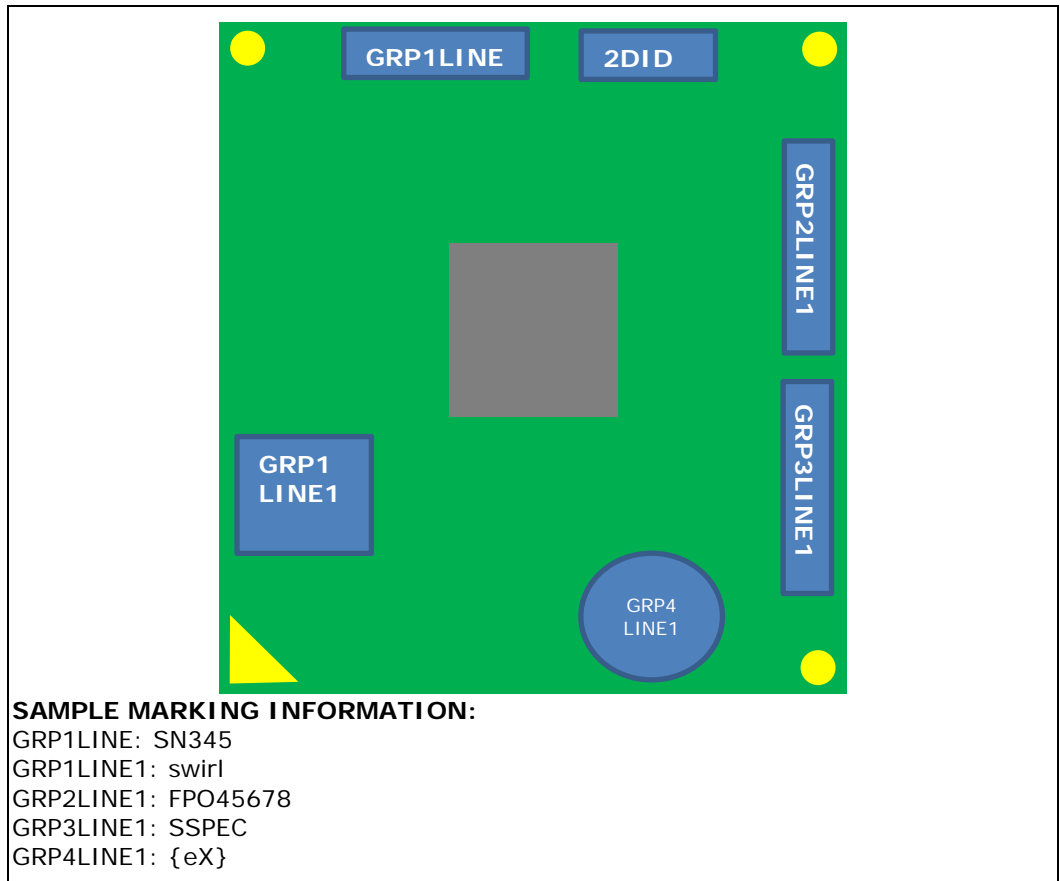 GRP1LINE
2DID
GRP2LINE1
GRP3LINE1
GRP1
LINE1
GRP4
LINE1
SAMPLE MARKING INFORMATION:
GRP1LINE: SN345
GRP1LINE1: swirl
GRP2LINE1: FPO45678
GRP3LINE1: SSPEC
GRP4LINE1: {eX}